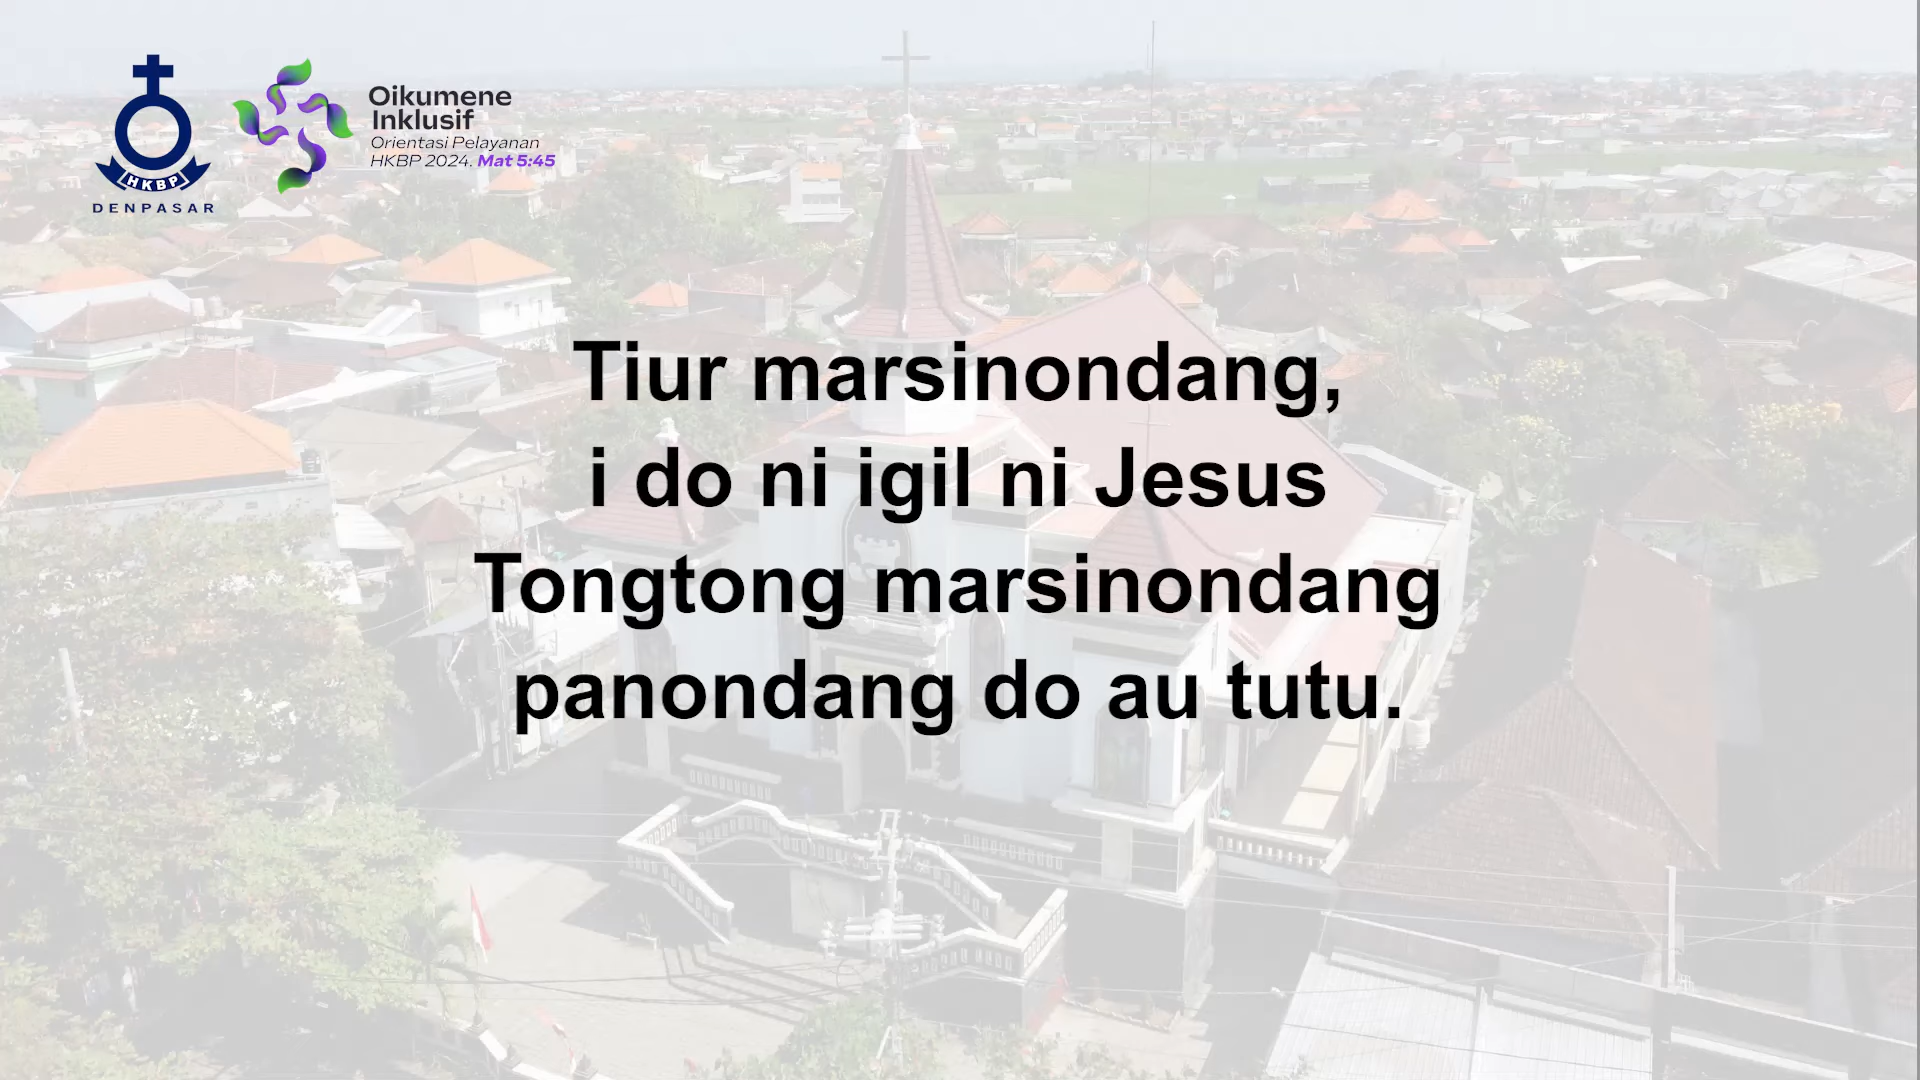 HKBP
DENPASAR
Oikumene
Inklusif
Orientasi Pelayanan
HKBP 2024. Mat 5:45
Tiur marsinondang,
i do ni igil ni Jesus
Tongtong marsinondang
panondang do au tutu.